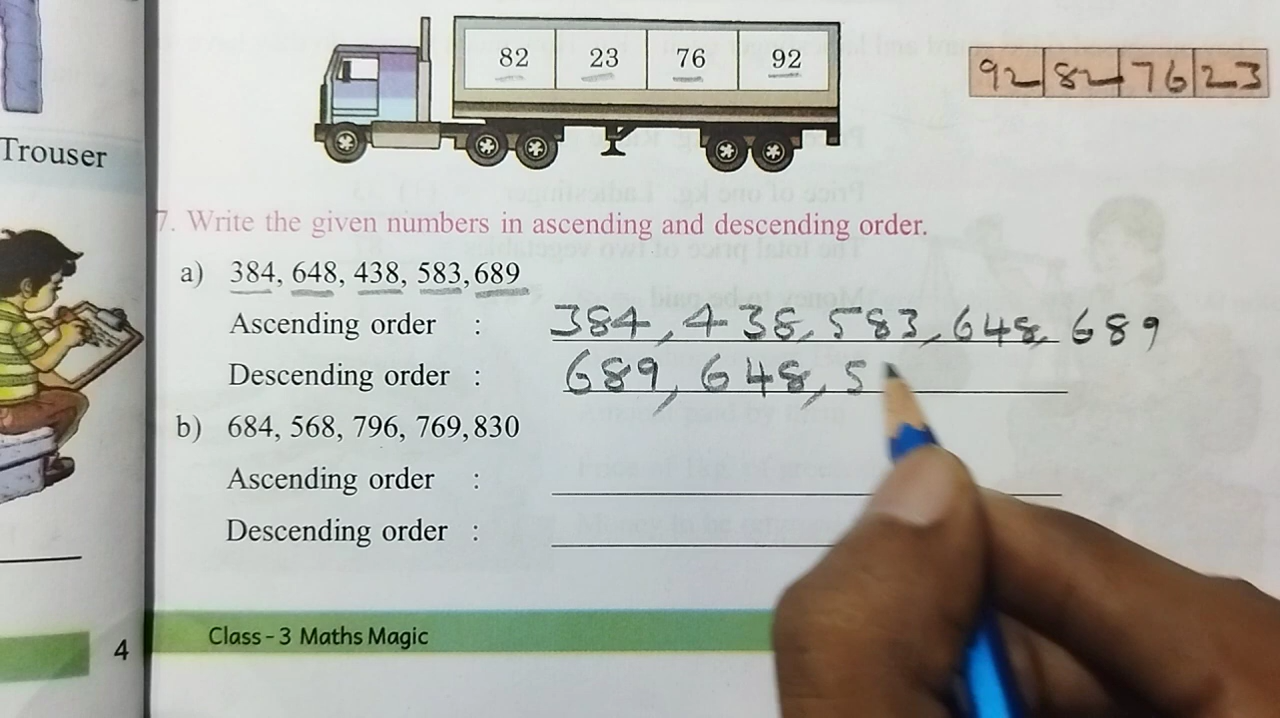 82 23 76 92
92 82 76 23
Trouser
7. Write the given numbers in ascending and descending order.
a) 384, 648, 438, 583, 689
Ascending order : 384, 438, 583, 648, 689
Descending order : 689, 648, 5
b) 684, 568, 796, 769, 830
Ascending order :
Descending order :
4
Class - 3 Maths Magic